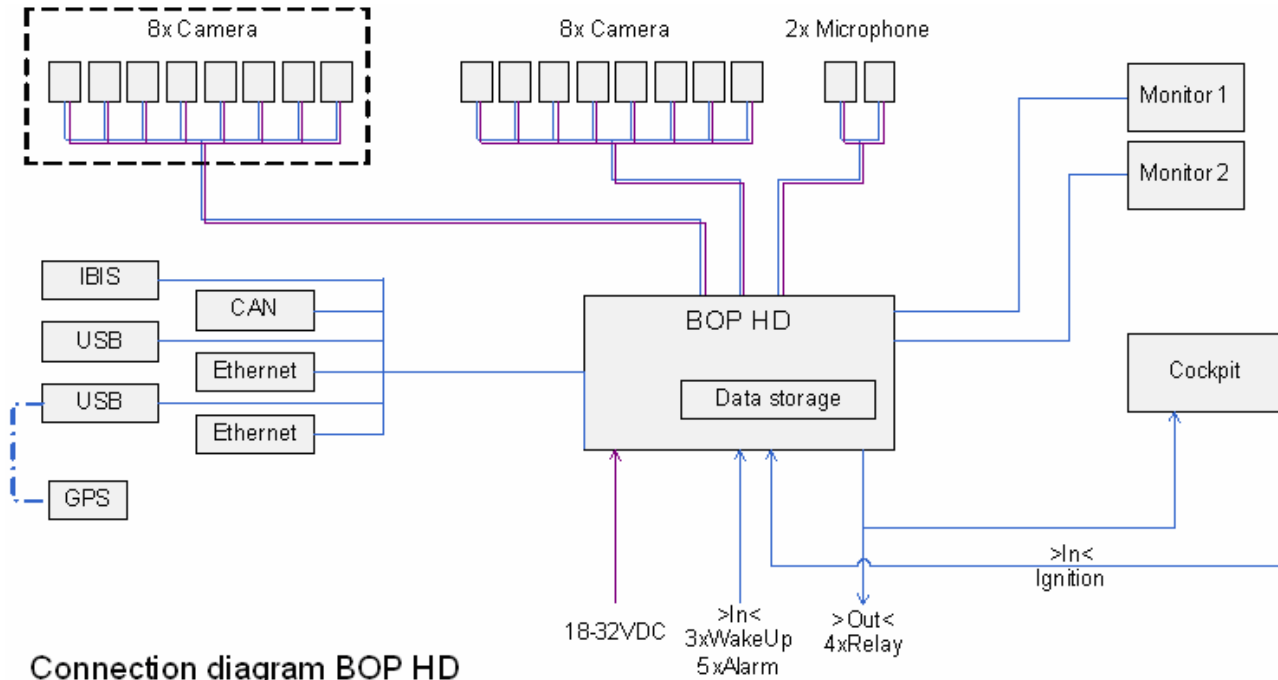 8x Camera
8x Camera
2x Microphone
Monitor 1
Monitor 2
IBIS
CAN
USB
Ethernet
USB
Ethernet
GPS
BOP HD
Data storage
Cockpit
>In<
Ignition
18-32VDC
>In<
3xWakeUp
5xAlarm
>Out<
4xRelay
Connection diagram BOP HD